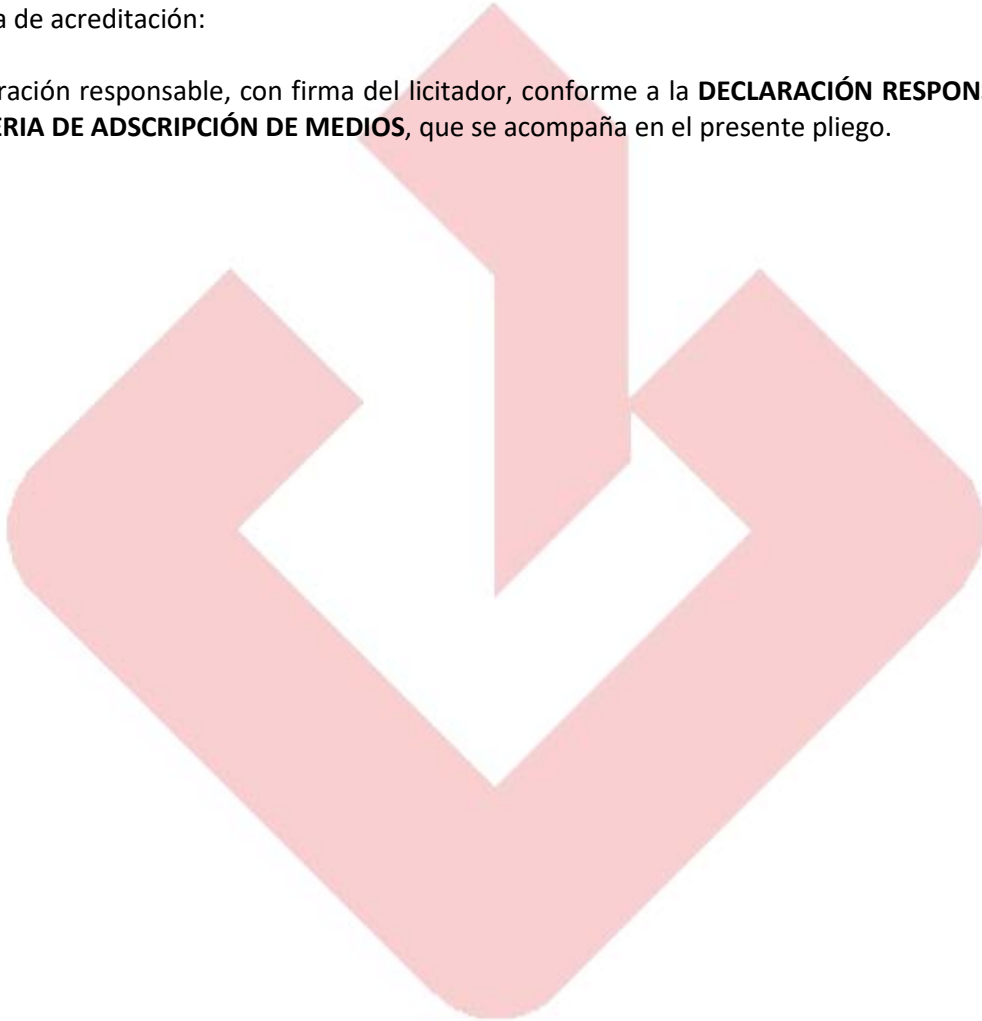 a de acreditación:
ración responsable, con firma del licitador, conforme a la DECLARACIÓN RESPON
ERIA DE ADSCRIPCIÓN DE MEDIOS, que se acompaña en el presente pliego.